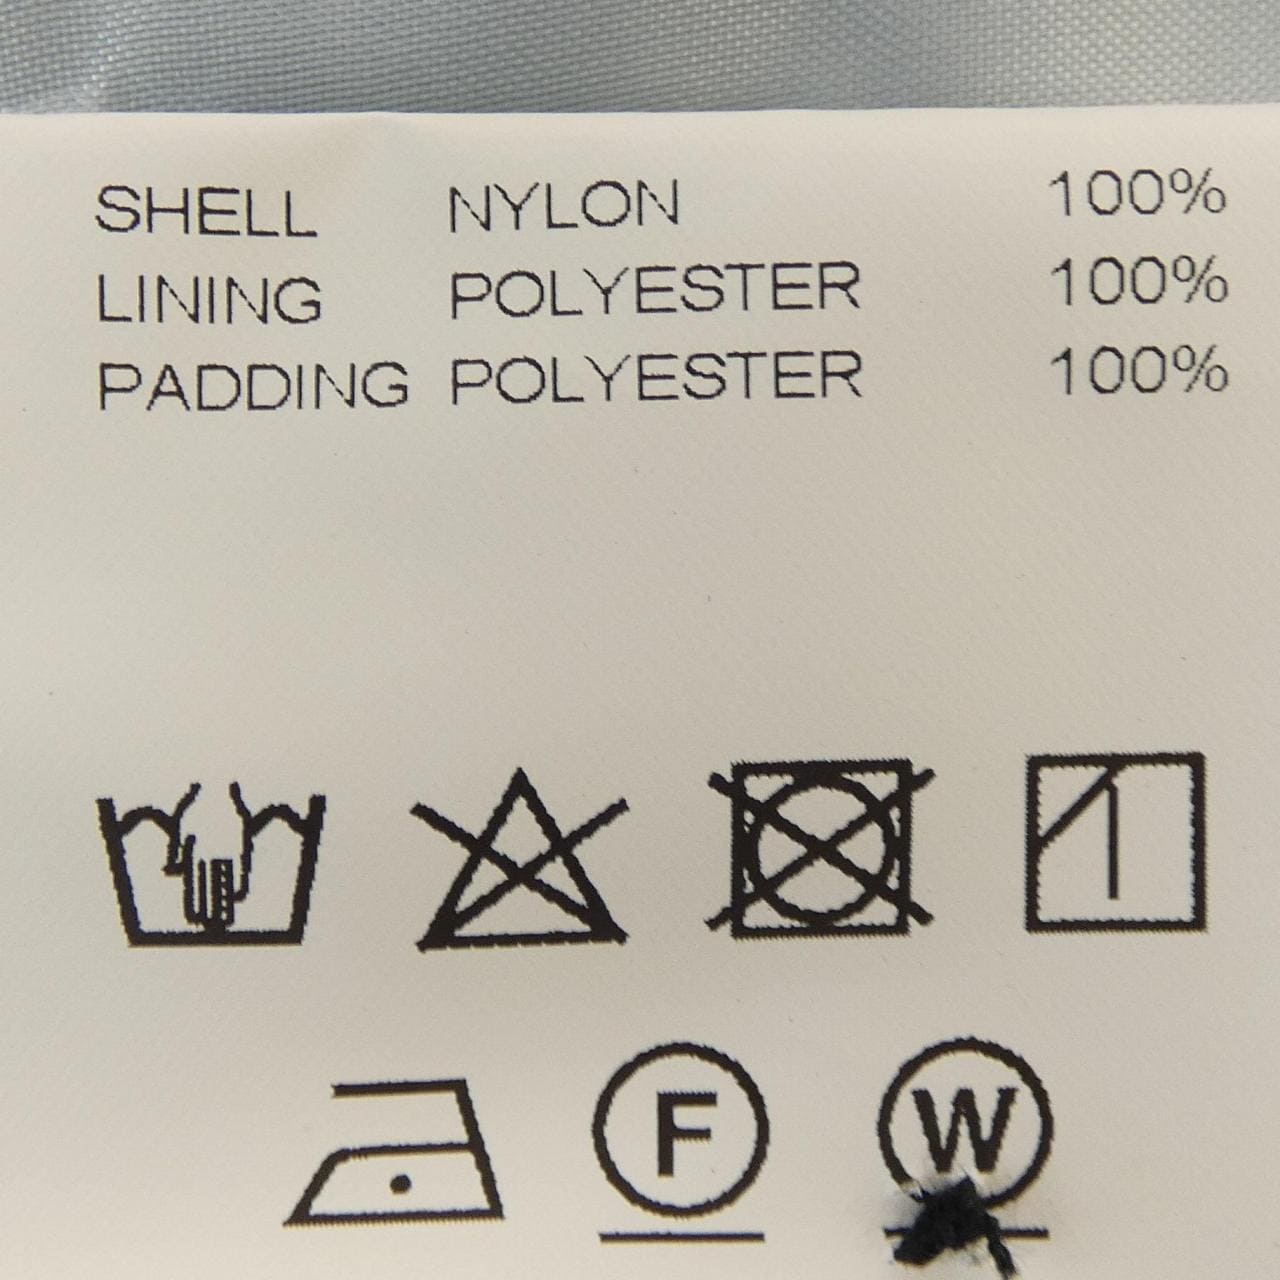 SHELL NYLON 100%
LINING POLYESTER 100%
PADDING POLYESTER 100%
F W